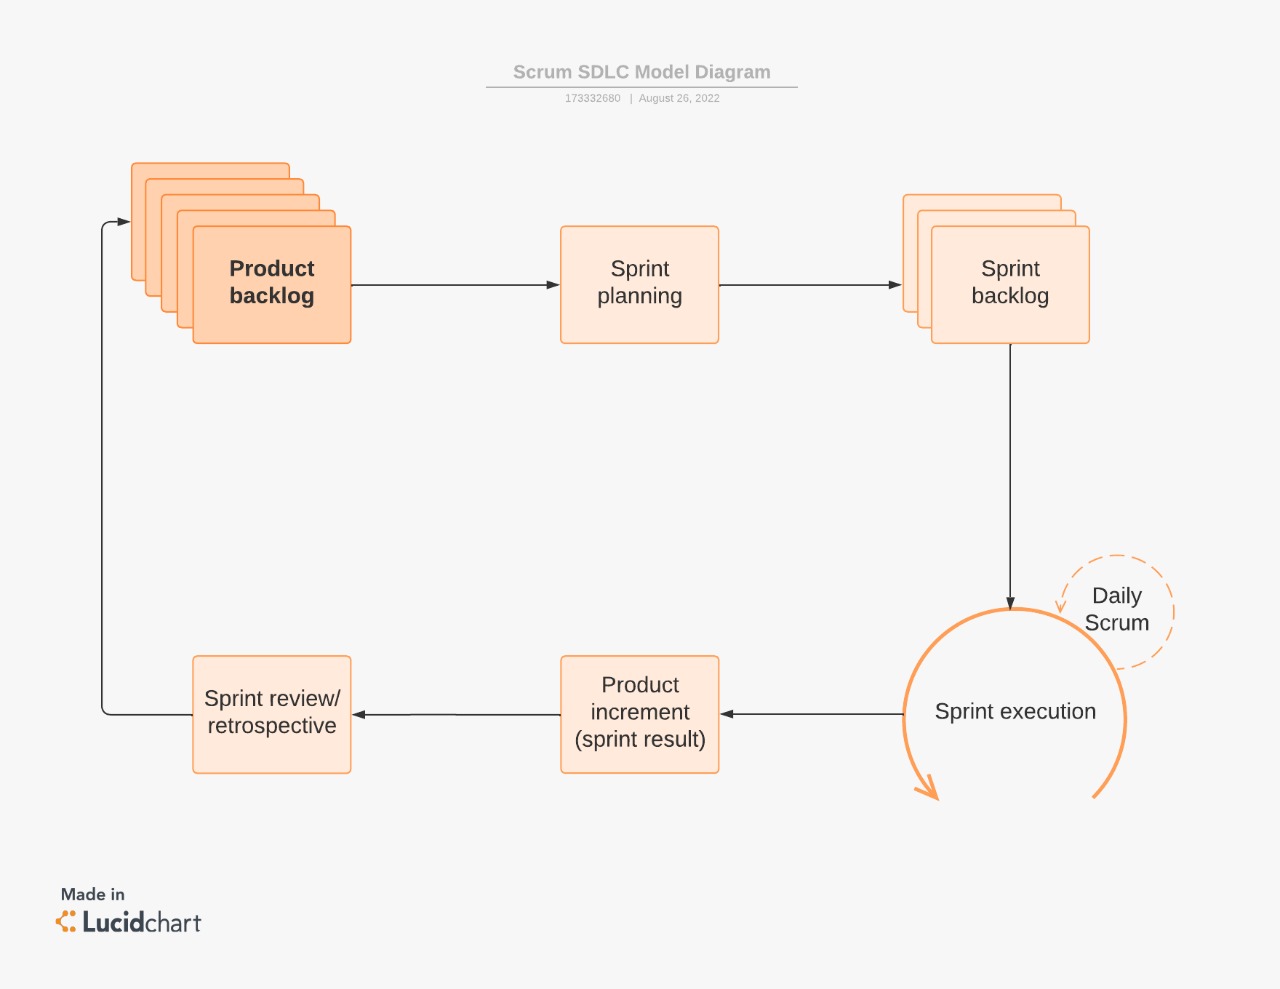 Scrum SDLC Model Diagram
173332680 | August 26, 2022
Product
backlog
Sprint
planning
Sprint
backlog
Daily
Scrum
Sprint execution
Product
increment
(sprint result)
Sprint review/
retrospective
Made in
Lucidchart